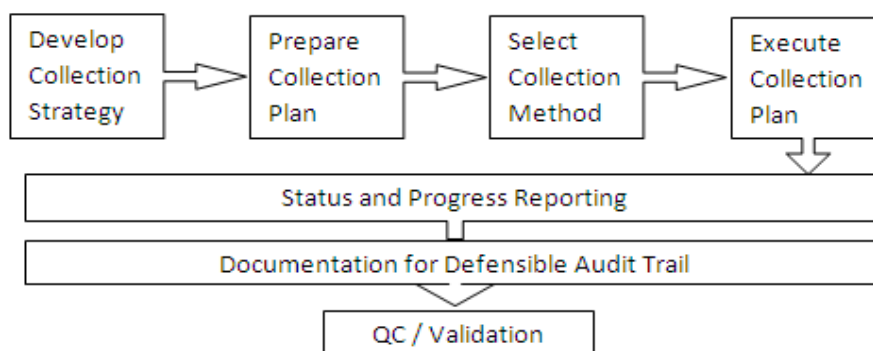 Develop
Collection
Strategy
Prepare
Collection
Plan
Select
Collection
Method
Execute
Collection
Plan
Status and Progress Reporting
Documentation for Defensible Audit Trail
QC / Validation